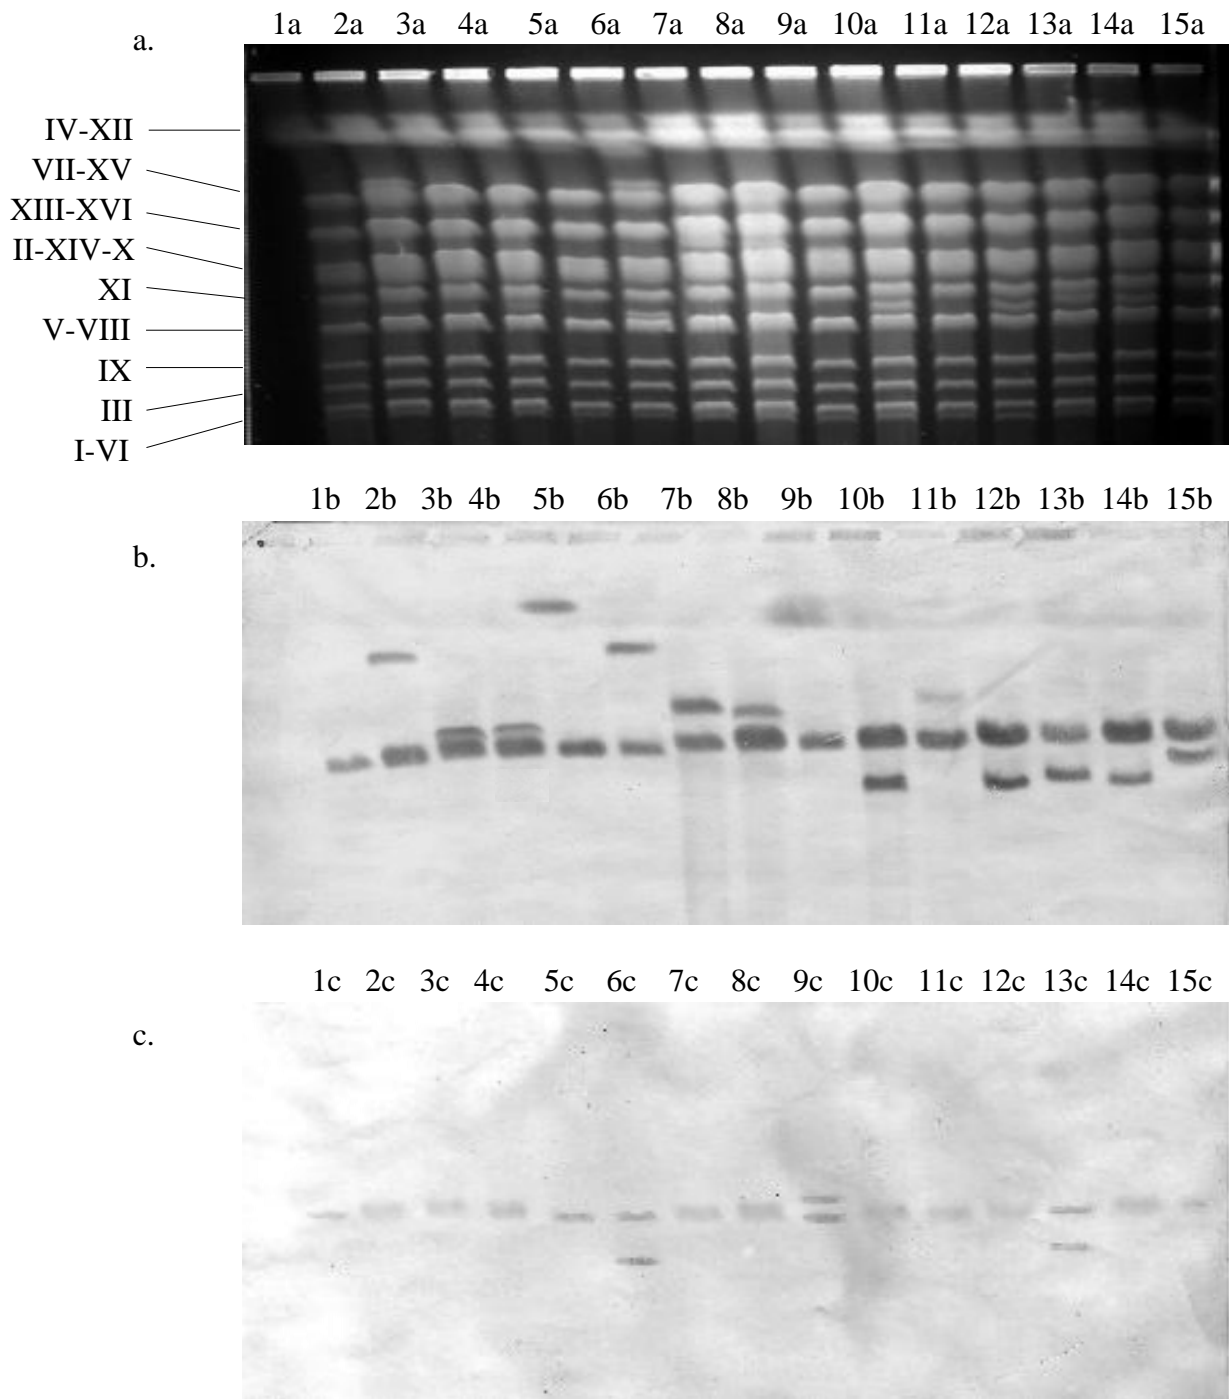 1a 2a 3a 4a 5a 6a 7a 8a 9a 10a 11a 12a 13a 14a 15a
a.
IV-XII
VII-XV
XIII-XVI
II-XIV-X
XI
V-VIII
IX
III
I-VI
1b 2b 3b 4b 5b 6b 7b 8b 9b 10b 11b 12b 13b 14b 15b
b.
1c 2c 3c 4c 5c 6c 7c 8c 9c 10c 11c 12c 13c 14c 15c
c.